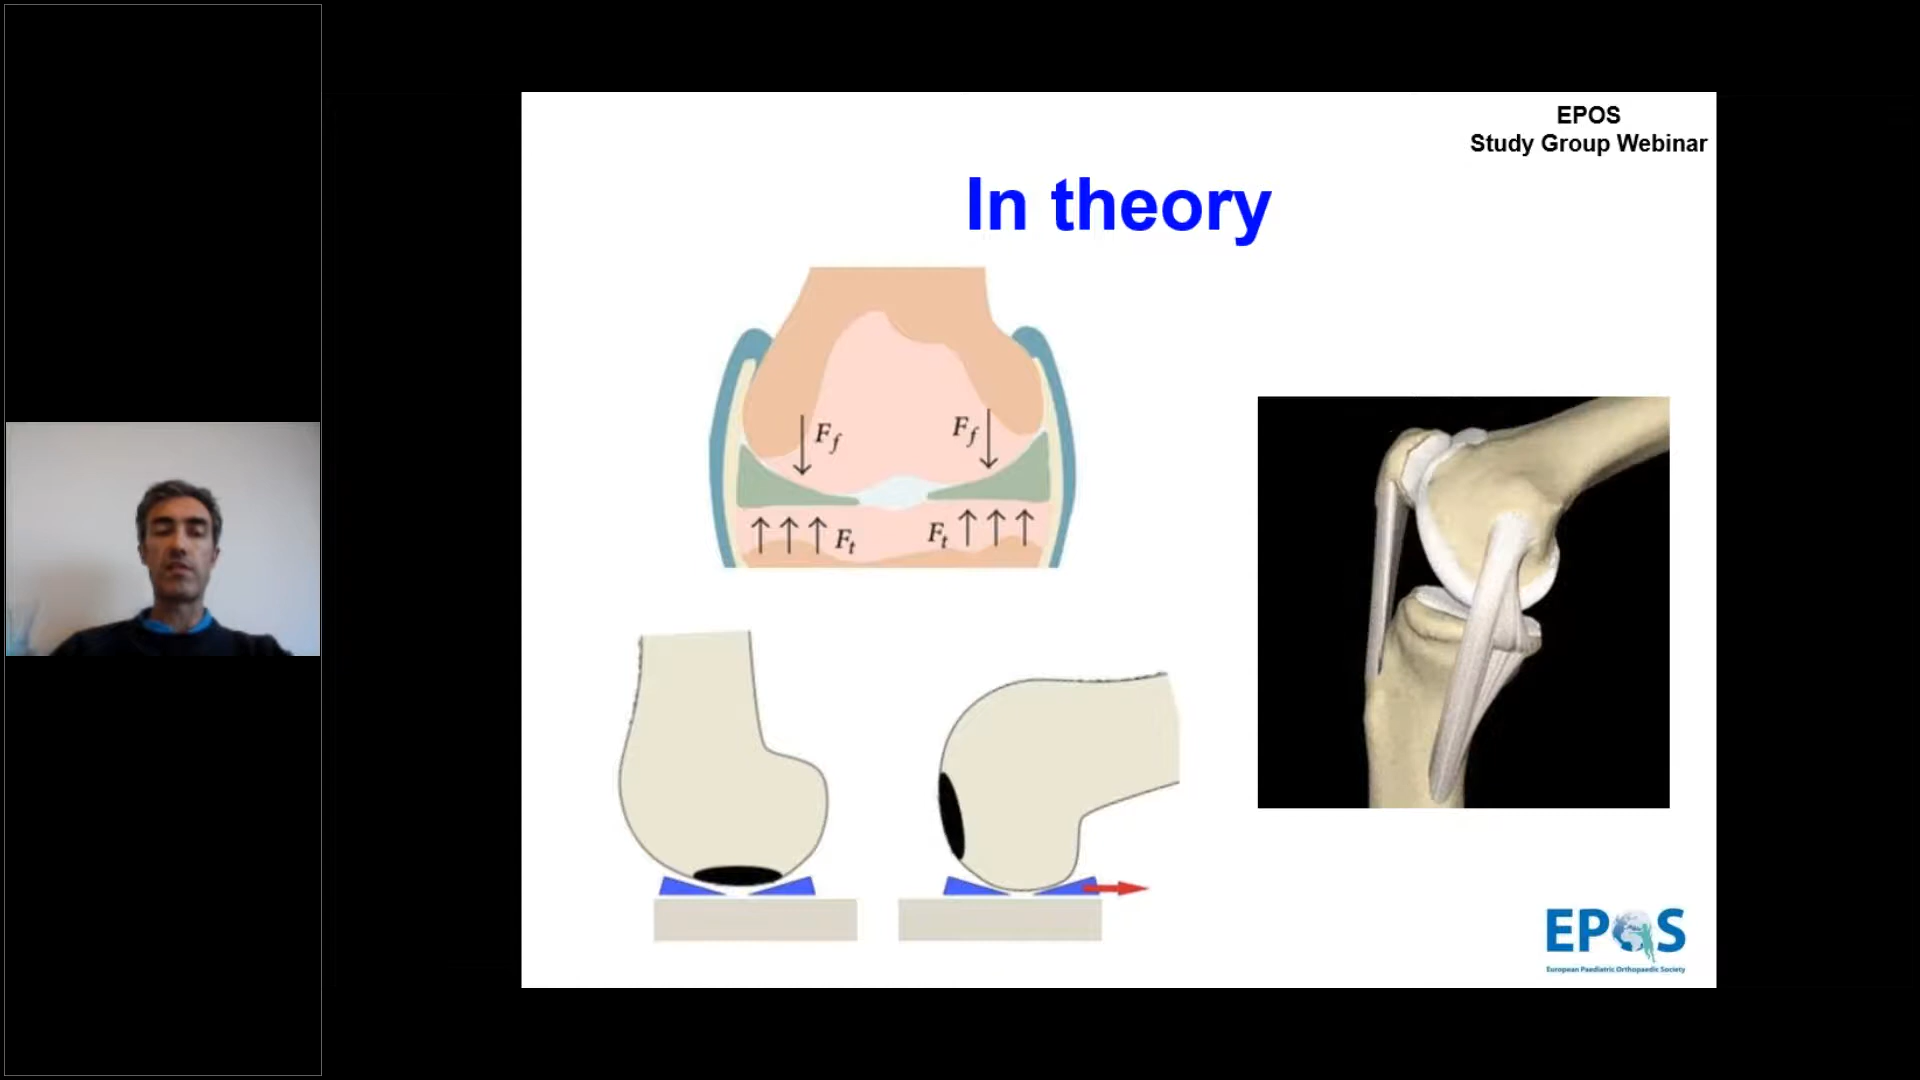 EPOS
Study Group Webinar
In theory
Ff
Ff
Ft
Ft
EPOS
European Paediatric Orthopaedic Society